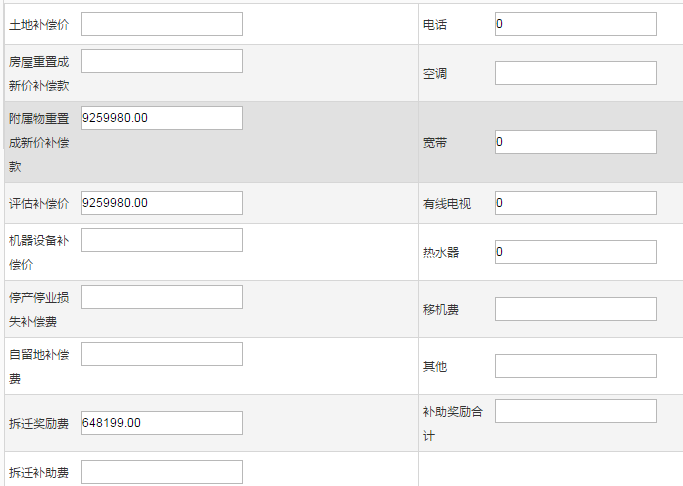 土地补偿价
电话
0
房屋重置成
新价补偿款
空调
附属物重置
成新价补偿
款
9259980.00
宽带
0
评估补偿价
9259980.00
有线电视
0
机器设备补
偿价
热水器
0
停产停业损
失补偿费
移机费
自留地补偿
费
其他
拆迁奖励费
648199.00
补助奖励合
计
拆迁补助费